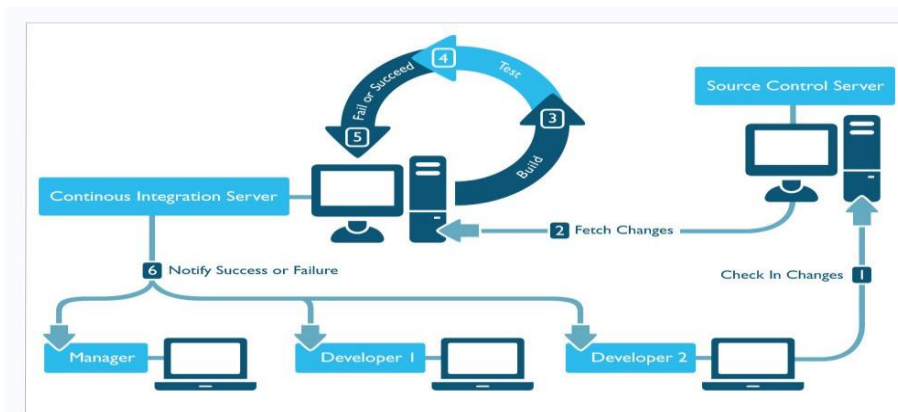 4
Test
Fail or Succeed
Source Control Server
3
5
Build
Continous Integration Server
2 Fetch Changes
6 Notify Success or Failure
Check In Changes 1
Manager
Developer 1
Developer 2